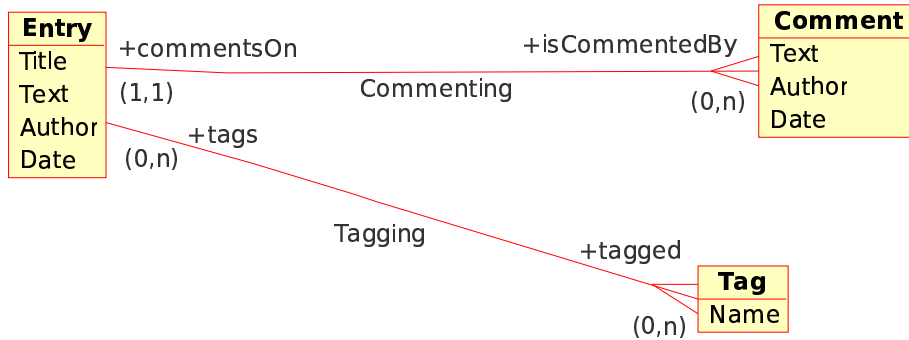 Entry
Title
Text
Author
Date
+commentsOn
(1,1)
Commenting
+isCommentedBy
(0,n)
Comment
Text
Author
Date
+tags
(0,n)
Tagging
+tagged
(0,n)
Tag
Name